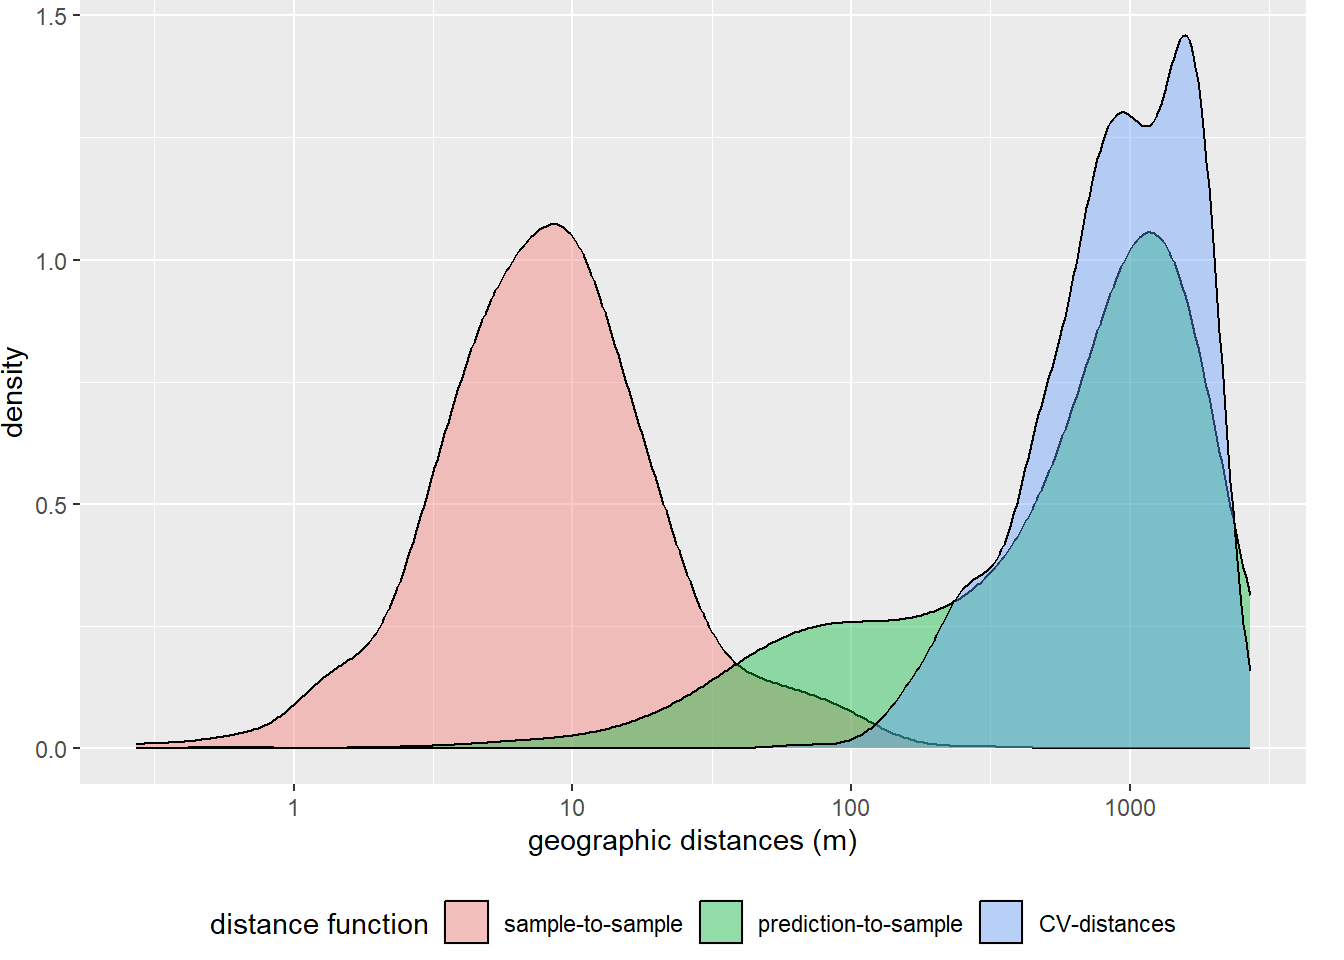 1.5
1.0
0.5
0.0
density
1 10 100 1000
geographic distances (m)
distance function sample-to-sample prediction-to-sample CV-distances